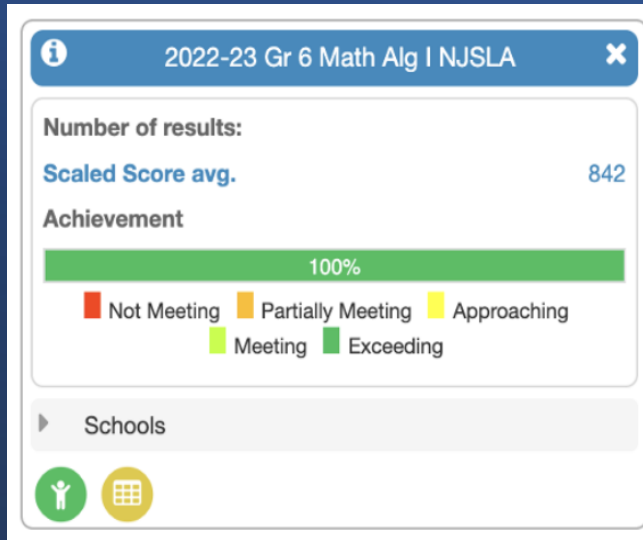 2022-23 Gr 6 Math Alg I NJSLA
Number of results:
Scaled Score avg. 842
Achievement
100%
Not Meeting Partially Meeting Approaching
Meeting Exceeding
Schools